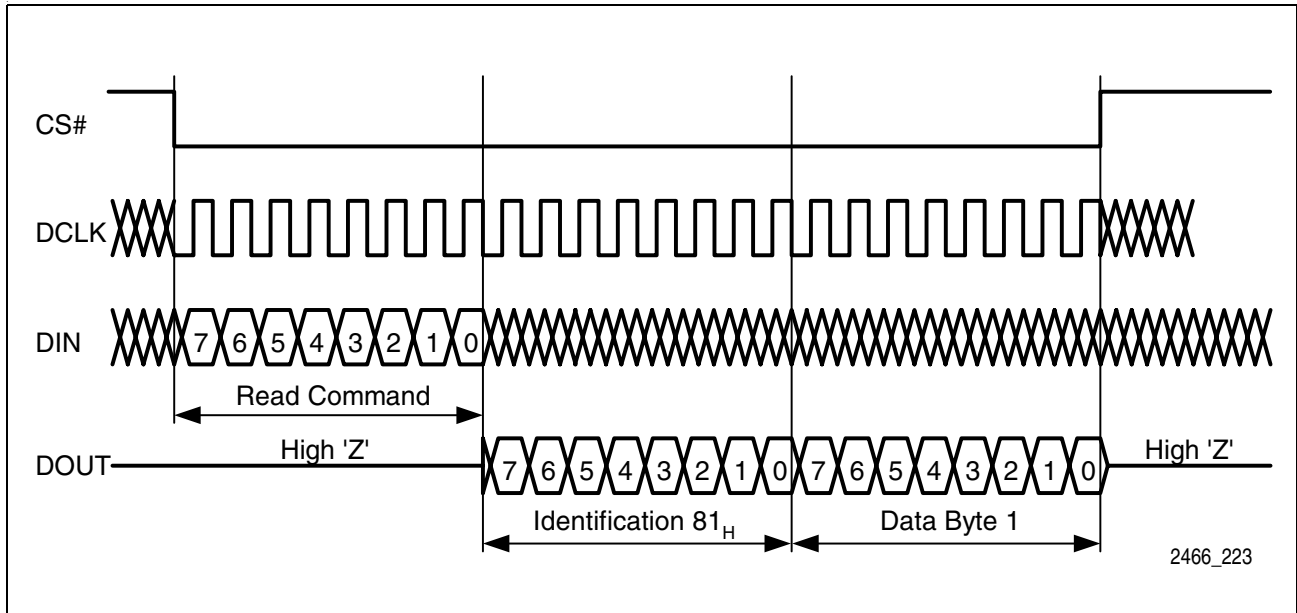 CS#
DCLK
DIN 7 6 5 4 3 2 1 0
Read Command
DOUT High 'Z' 7 6 5 4 3 2 1 0 7 6 5 4 3 2 1 0 High 'Z'
Identification 81H Data Byte 1
2466_223